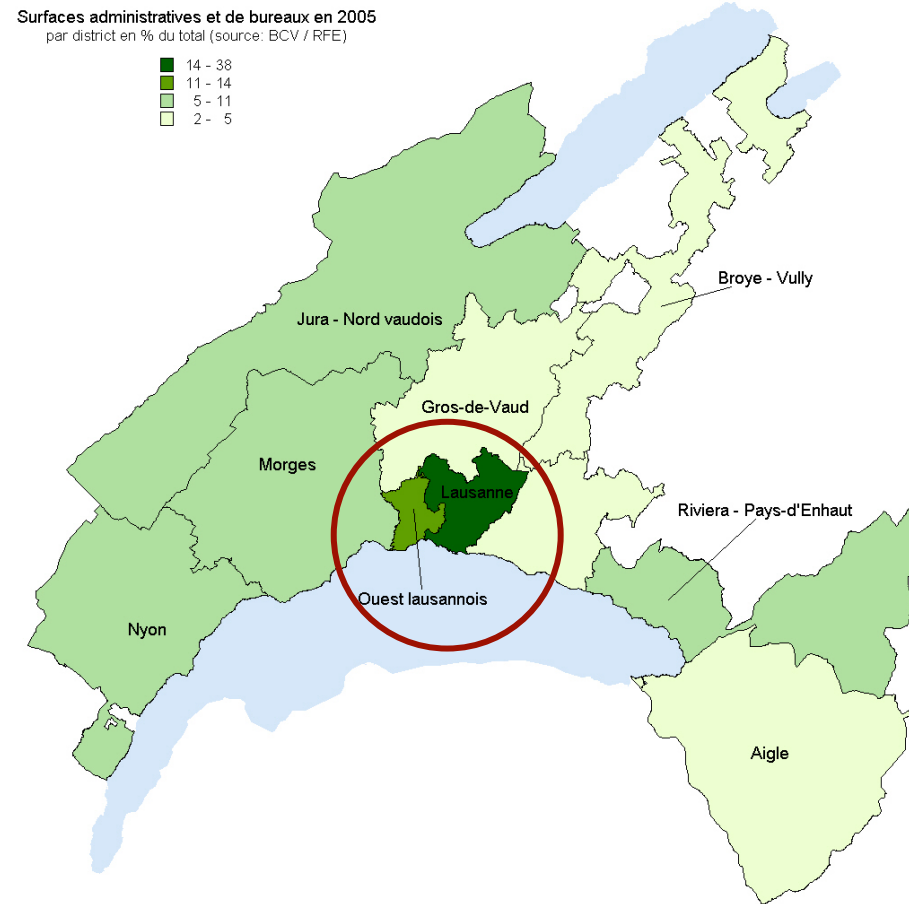 Surfaces administratives et de bureaux en 2005
par district en % du total (source: BCV / RFE)
14 - 38
11 - 14
5 - 11
2 - 5
Broye - Vully
Jura - Nord vaudois
Gros-de-Vaud
Morges
Lausanne
Riviera - Pays-d'Enhaut
Ouest lausannois
Nyon
Aigle